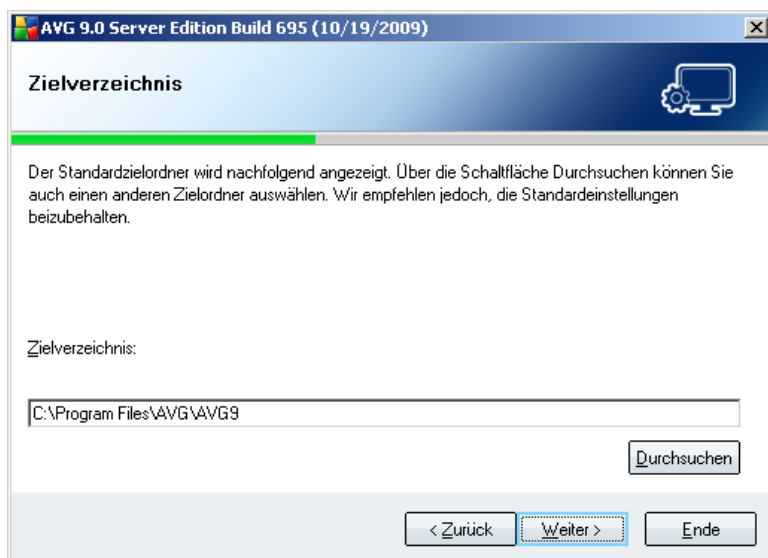 AVG 9.0 Server Edition Build 695 (10/19/2009)
Zielverzeichnis
Der Standardzielordner wird nachfolgend angezeigt. Über die Schaltfläche Durchsuchen können Sie
auch einen anderen Zielordner auswählen. Wir empfehlen jedoch, die Standardeinstellungen
beizubehalten.
Zielverzeichnis:
C:\Program Files\AVG\AVG9
Durchsuchen
< Zurück
Weiter >
Ende